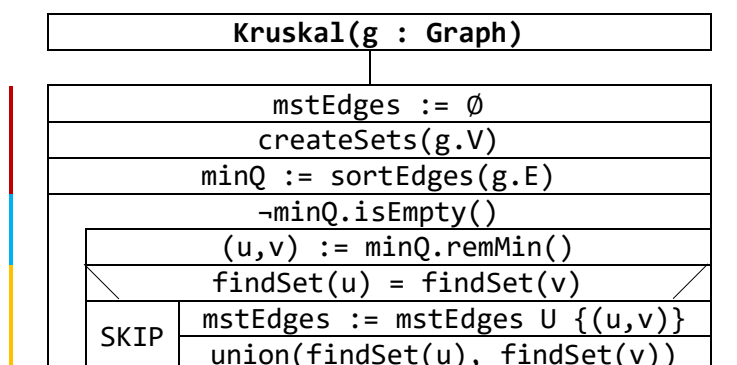 Kruskal(g : Graph)
mstEdges := Ø
createSets(g.V)
minQ := sortEdges(g.E)
¬minQ.isEmpty()
(u,v) := minQ.remMin()
findSet(u) = findSet(v)
SKIP
mstEdges := mstEdges U {(u,v)}
union(findSet(u), findSet(v))